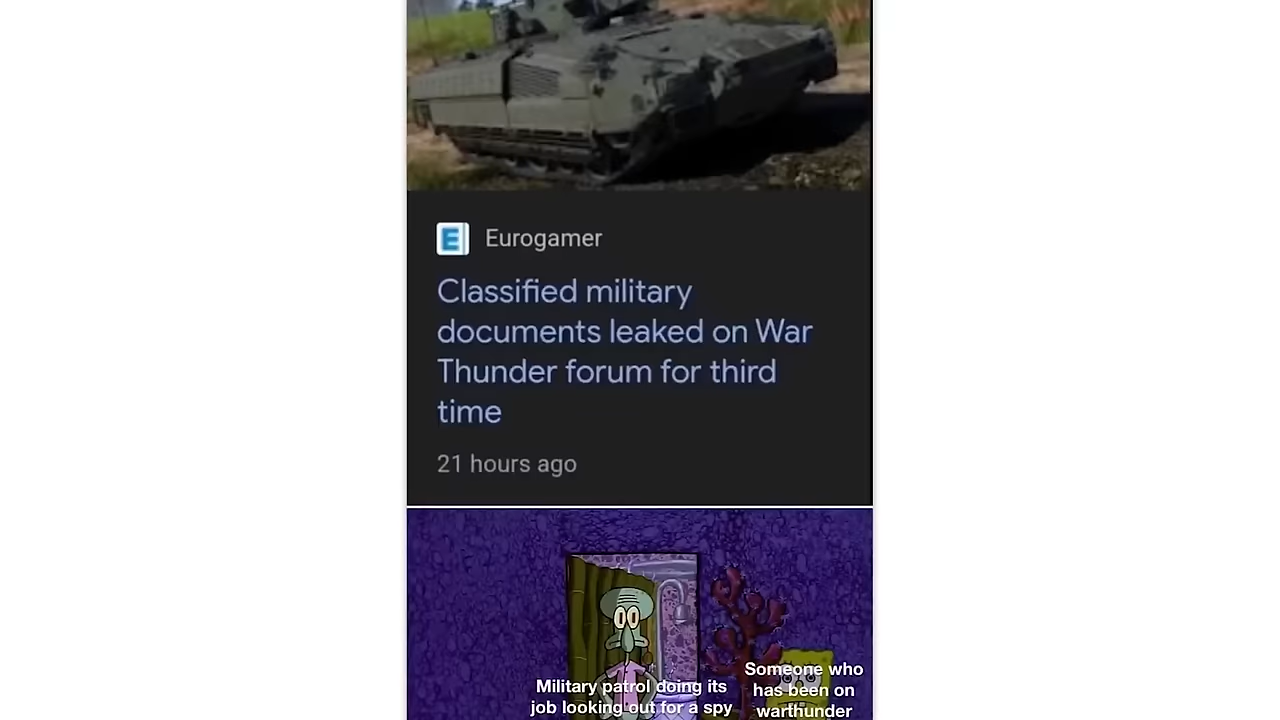 E Eurogamer
Classified military
documents leaked on War
Thunder forum for third
time
21 hours ago
Military patrol doing its
job looking out for a spy
Someone who
has been on
warthunder